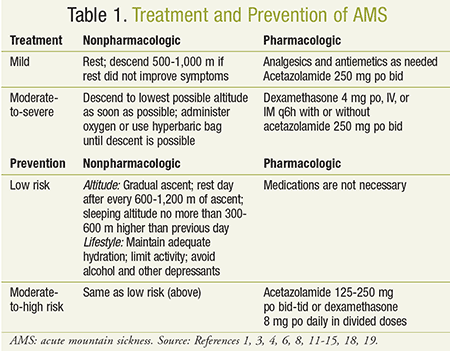 Table 1. Treatment and Prevention of AMS
Treatment Nonpharmacologic Pharmacologic
Mild Rest; descend 500-1,000 m if Analgesics and antiemetics as needed
rest did not improve symptoms Acetazolamide 250 mg po bid
Moderate- Descend to lowest possible altitude Dexamethasone 4 mg po, IV, or
to-severe as soon as possible; administer IM q6h with or without
oxygen or use hyperbaric bag acetazolamide 250 mg po bid
until descent is possible
Prevention Nonpharmacologic Pharmacologic
Low risk Altitude: Gradual ascent; rest day Medications are not necessary
after every 600-1,200 m of ascent;
sleeping altitude no more than 300-
600 m higher than previous day
Lifestyle: Maintain adequate
hydration; limit activity; avoid
alcohol and other depressants
Moderate- Same as low risk (above) Acetazolamide 125-250 mg
to-high risk po bid-tid or dexamethasone
8 mg po daily in divided doses
AMS: acute mountain sickness. Source: References 1, 3, 4, 6, 8, 11-15, 18, 19.